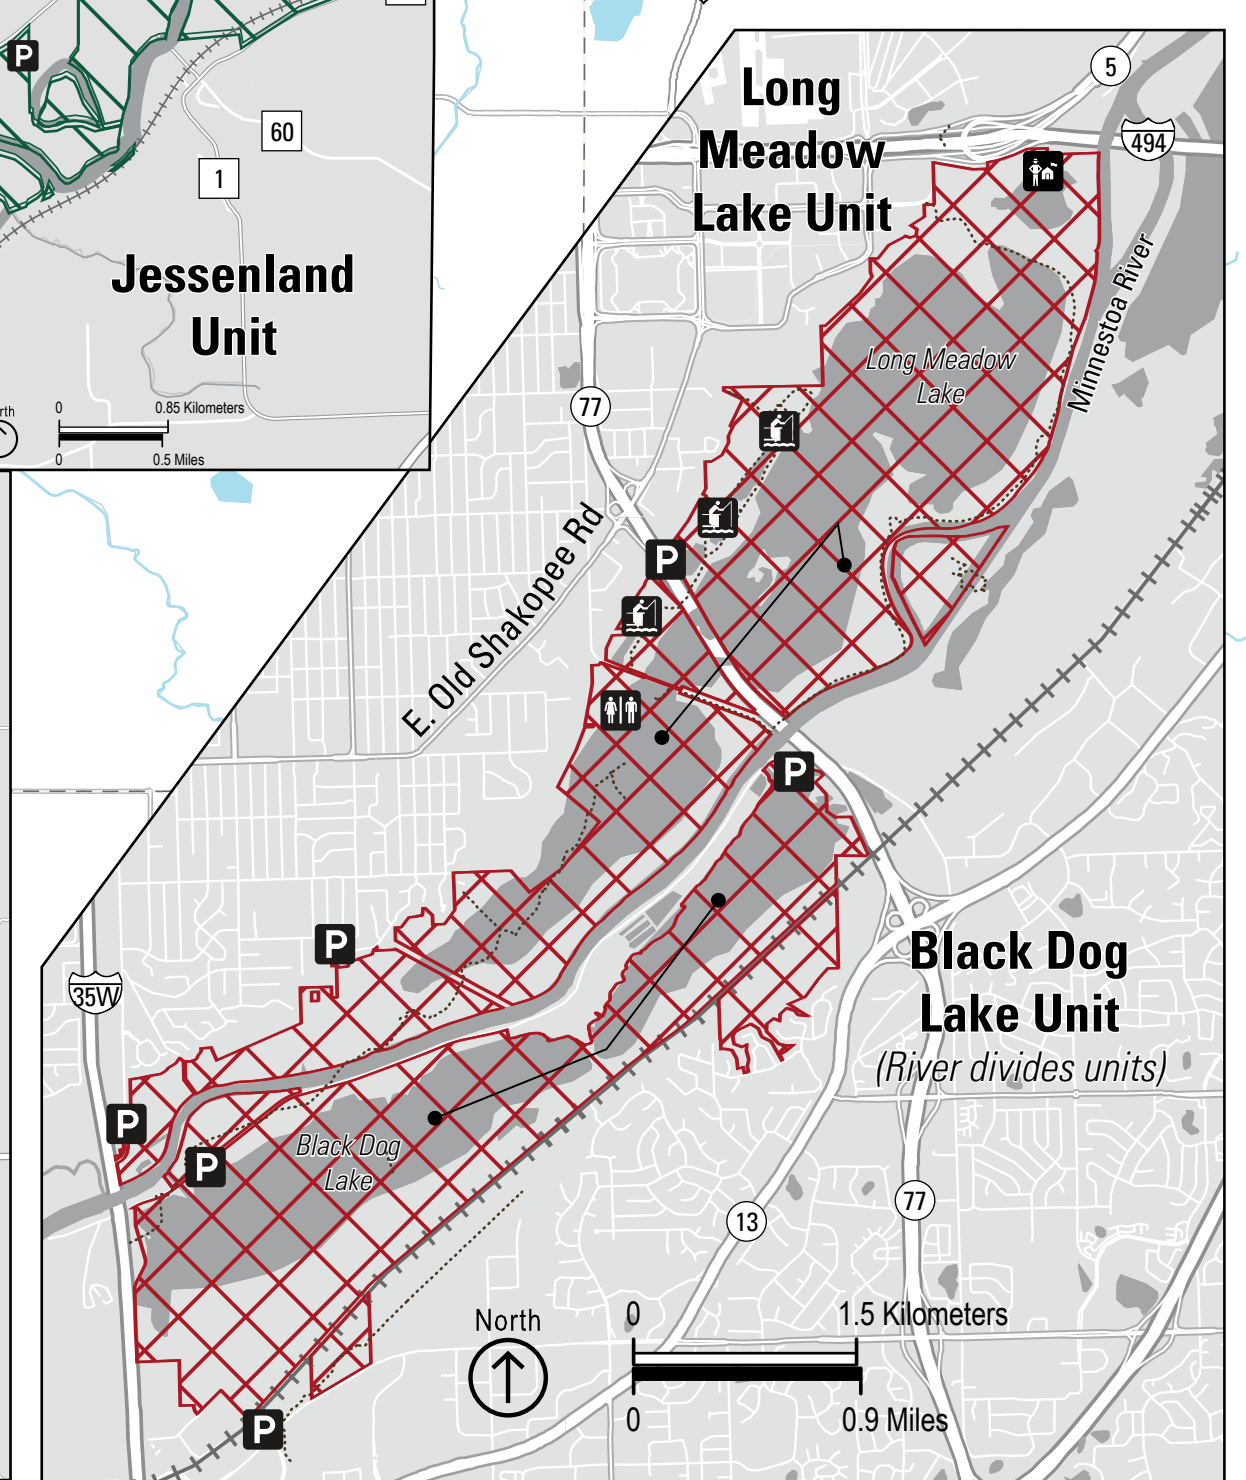 P
60
1
Jessenland
Unit
rth
0
0.85 Kilometers
0
0.5 Miles
Long
Meadow
Lake Unit
5
494
Minnestoa River
Long Meadow
Lake
77
E. Old Shakopee Rd
P
P
P
35W
Black Dog
Lake Unit
(River divides units)
P
P
Black Dog
Lake
77
13
North
0
1.5 Kilometers
0
0.9 Miles
P